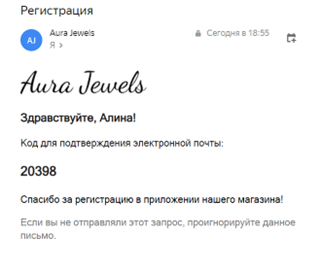 Регистрация
AJ
Aura Jewels
Сегодня в 18:55
Я >
Aura Jewels
Здравствуйте, Алина!
Код для подтверждения электронной почты:
20398
Спасибо за регистрацию в приложении нашего магазина!
Если вы не отправляли этот запрос, проигнорируйте данное
письмо.